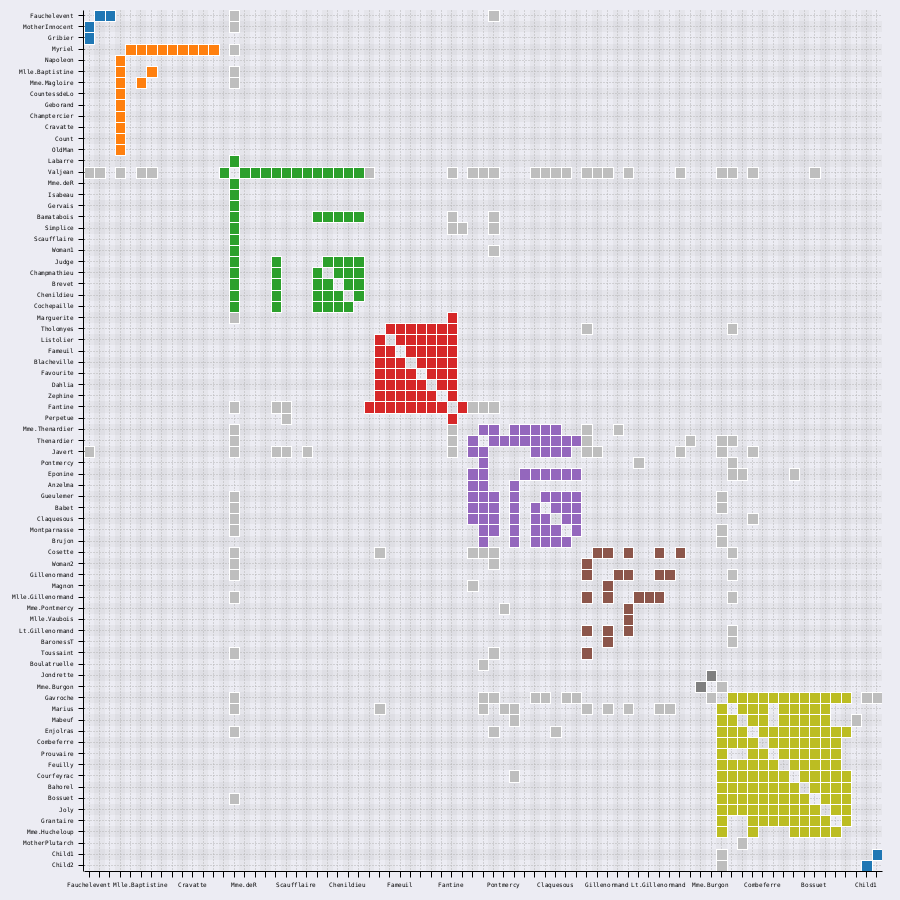 Fauchelevent
MotherInnocent
Gribier
Myriel
Napoleon
Mlle.Baptistine
Mme.Magloire
CountessdeLo
Geborand
Champtercier
Cravatte
Count
OldMan
Labarre
Valjean
Mme.deR
Isabeau
Gervais
Bamatabois
Simplice
Scaufflaire
Woman1
Judge
Champmathieu
Brevet
Chenildieu
Cochepaille
Marguerite
Tholomyes
Listolier
Fameuil
Blacheville
Favourite
Dahlia
Zephine
Fantine
Perpetue
Mme.Thenardier
Thenardier
Javert
Pontmercy
Eponine
Anzelma
Gueulemer
Babet
Claquesous
Montparnasse
Brujon
Cosette
Woman2
Gillenormand
Magnon
Mlle.Gillenormand
Mme.Pontmercy
Mlle.Vaubois
Lt.Gillenormand
BaronessT
Toussaint
Boulatruelle
Jondrette
Mme.Burgon
Gavroche
Marius
Mabeuf
Enjolras
Combeferre
Prouvaire
Feuilly
Courfeyrac
Bahorel
Bossuet
Joly
Grantaire
Mme.Hucheloup
MotherPlutarch
Child1
Child2
Fauchelevent Mlle.Baptistine Cravatte Mme.deR Scaufflaire Chenildieu Fameuil Fantine Pontmercy Claquesous Gillenormand Lt.Gillenormand Mme.Burgon Combeferre Bossuet Child1